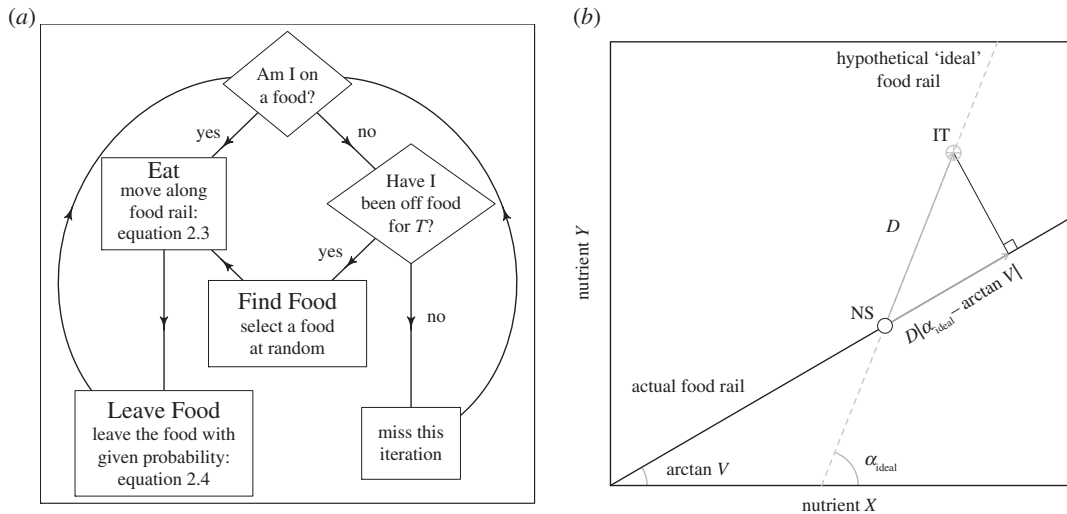 (a)
Am I on
a food?
yes
no
Eat
move along
food rail:
equation 2.3
Have I
been off food
for T?
yes
Find Food
select a food
at random
no
Leave Food
leave the food with
given probability:
equation 2.4
miss this
iteration
(b)
hypothetical ‘ideal’
food rail
IT
D
nutrient Y
NS
D|αideal – arctan V|
actual food rail
arctan V
αideal
nutrient X